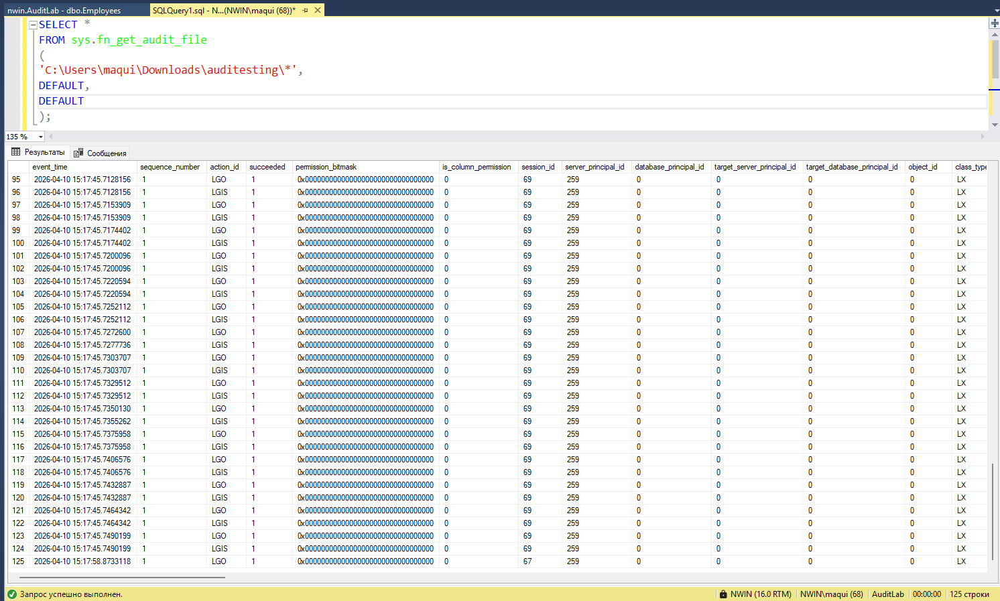 nwin.AuditLab - dbo.Employees SQLQuery1.sql - N...(NWIN\maqui (68))*
SELECT *
FROM sys.fn_get_audit_file
(
'C:\Users\maqui\Downloads\auditesting\*',
DEFAULT,
DEFAULT
);
135 %
Результаты Сообщения
event_time sequence_number action_id succeeded permission_bitmask is_column_permission session_id server_principal_id database_principal_id target_server_principal_id target_database_principal_id object_id class_type
95 2026-04-10 15:17:45.7128156 1 LGO 1 0x00000000000000000000000000000000 0 69 259 0 0 0 0 LX
96 2026-04-10 15:17:45.7128156 1 LGIS 1 0x00000000000000000000000000000000 0 69 259 0 0 0 0 LX
97 2026-04-10 15:17:45.7153909 1 LGO 1 0x00000000000000000000000000000000 0 69 259 0 0 0 0 LX
98 2026-04-10 15:17:45.7153909 1 LGIS 1 0x00000000000000000000000000000000 0 69 259 0 0 0 0 LX
99 2026-04-10 15:17:45.7174402 1 LGO 1 0x00000000000000000000000000000000 0 69 259 0 0 0 0 LX
100 2026-04-10 15:17:45.7174402 1 LGIS 1 0x00000000000000000000000000000000 0 69 259 0 0 0 0 LX
101 2026-04-10 15:17:45.7200096 1 LGO 1 0x00000000000000000000000000000000 0 69 259 0 0 0 0 LX
102 2026-04-10 15:17:45.7200096 1 LGIS 1 0x00000000000000000000000000000000 0 69 259 0 0 0 0 LX
103 2026-04-10 15:17:45.7220594 1 LGO 1 0x00000000000000000000000000000000 0 69 259 0 0 0 0 LX
104 2026-04-10 15:17:45.7220594 1 LGIS 1 0x00000000000000000000000000000000 0 69 259 0 0 0 0 LX
105 2026-04-10 15:17:45.7252112 1 LGO 1 0x00000000000000000000000000000000 0 69 259 0 0 0 0 LX
106 2026-04-10 15:17:45.7252112 1 LGIS 1 0x00000000000000000000000000000000 0 69 259 0 0 0 0 LX
107 2026-04-10 15:17:45.7272600 1 LGO 1 0x00000000000000000000000000000000 0 69 259 0 0 0 0 LX
108 2026-04-10 15:17:45.7277736 1 LGIS 1 0x00000000000000000000000000000000 0 69 259 0 0 0 0 LX
109 2026-04-10 15:17:45.7303707 1 LGO 1 0x00000000000000000000000000000000 0 69 259 0 0 0 0 LX
110 2026-04-10 15:17:45.7303707 1 LGIS 1 0x00000000000000000000000000000000 0 69 259 0 0 0 0 LX
111 2026-04-10 15:17:45.7329512 1 LGO 1 0x00000000000000000000000000000000 0 69 259 0 0 0 0 LX
112 2026-04-10 15:17:45.7329512 1 LGIS 1 0x00000000000000000000000000000000 0 69 259 0 0 0 0 LX
113 2026-04-10 15:17:45.7350130 1 LGO 1 0x00000000000000000000000000000000 0 69 259 0 0 0 0 LX
114 2026-04-10 15:17:45.7355262 1 LGIS 1 0x00000000000000000000000000000000 0 69 259 0 0 0 0 LX
115 2026-04-10 15:17:45.7375958 1 LGO 1 0x00000000000000000000000000000000 0 69 259 0 0 0 0 LX
116 2026-04-10 15:17:45.7375958 1 LGIS 1 0x00000000000000000000000000000000 0 69 259 0 0 0 0 LX
117 2026-04-10 15:17:45.7406576 1 LGO 1 0x00000000000000000000000000000000 0 69 259 0 0 0 0 LX
118 2026-04-10 15:17:45.7406576 1 LGIS 1 0x00000000000000000000000000000000 0 69 259 0 0 0 0 LX
119 2026-04-10 15:17:45.7432887 1 LGO 1 0x00000000000000000000000000000000 0 69 259 0 0 0 0 LX
120 2026-04-10 15:17:45.7432887 1 LGIS 1 0x00000000000000000000000000000000 0 69 259 0 0 0 0 LX
121 2026-04-10 15:17:45.7464342 1 LGO 1 0x00000000000000000000000000000000 0 69 259 0 0 0 0 LX
122 2026-04-10 15:17:45.7464342 1 LGIS 1 0x00000000000000000000000000000000 0 69 259 0 0 0 0 LX
123 2026-04-10 15:17:45.7490199 1 LGO 1 0x00000000000000000000000000000000 0 69 259 0 0 0 0 LX
124 2026-04-10 15:17:45.7490199 1 LGIS 1 0x00000000000000000000000000000000 0 69 259 0 0 0 0 LX
125 2026-04-10 15:17:58.8733118 1 LGO 1 0x00000000000000000000000000000000 0 67 259 0 0 0 0 LX
Запрос успешно выполнен. NWIN (16.0 RTM) NWIN\maqui (68) AuditLab 00:00:00 125 строки